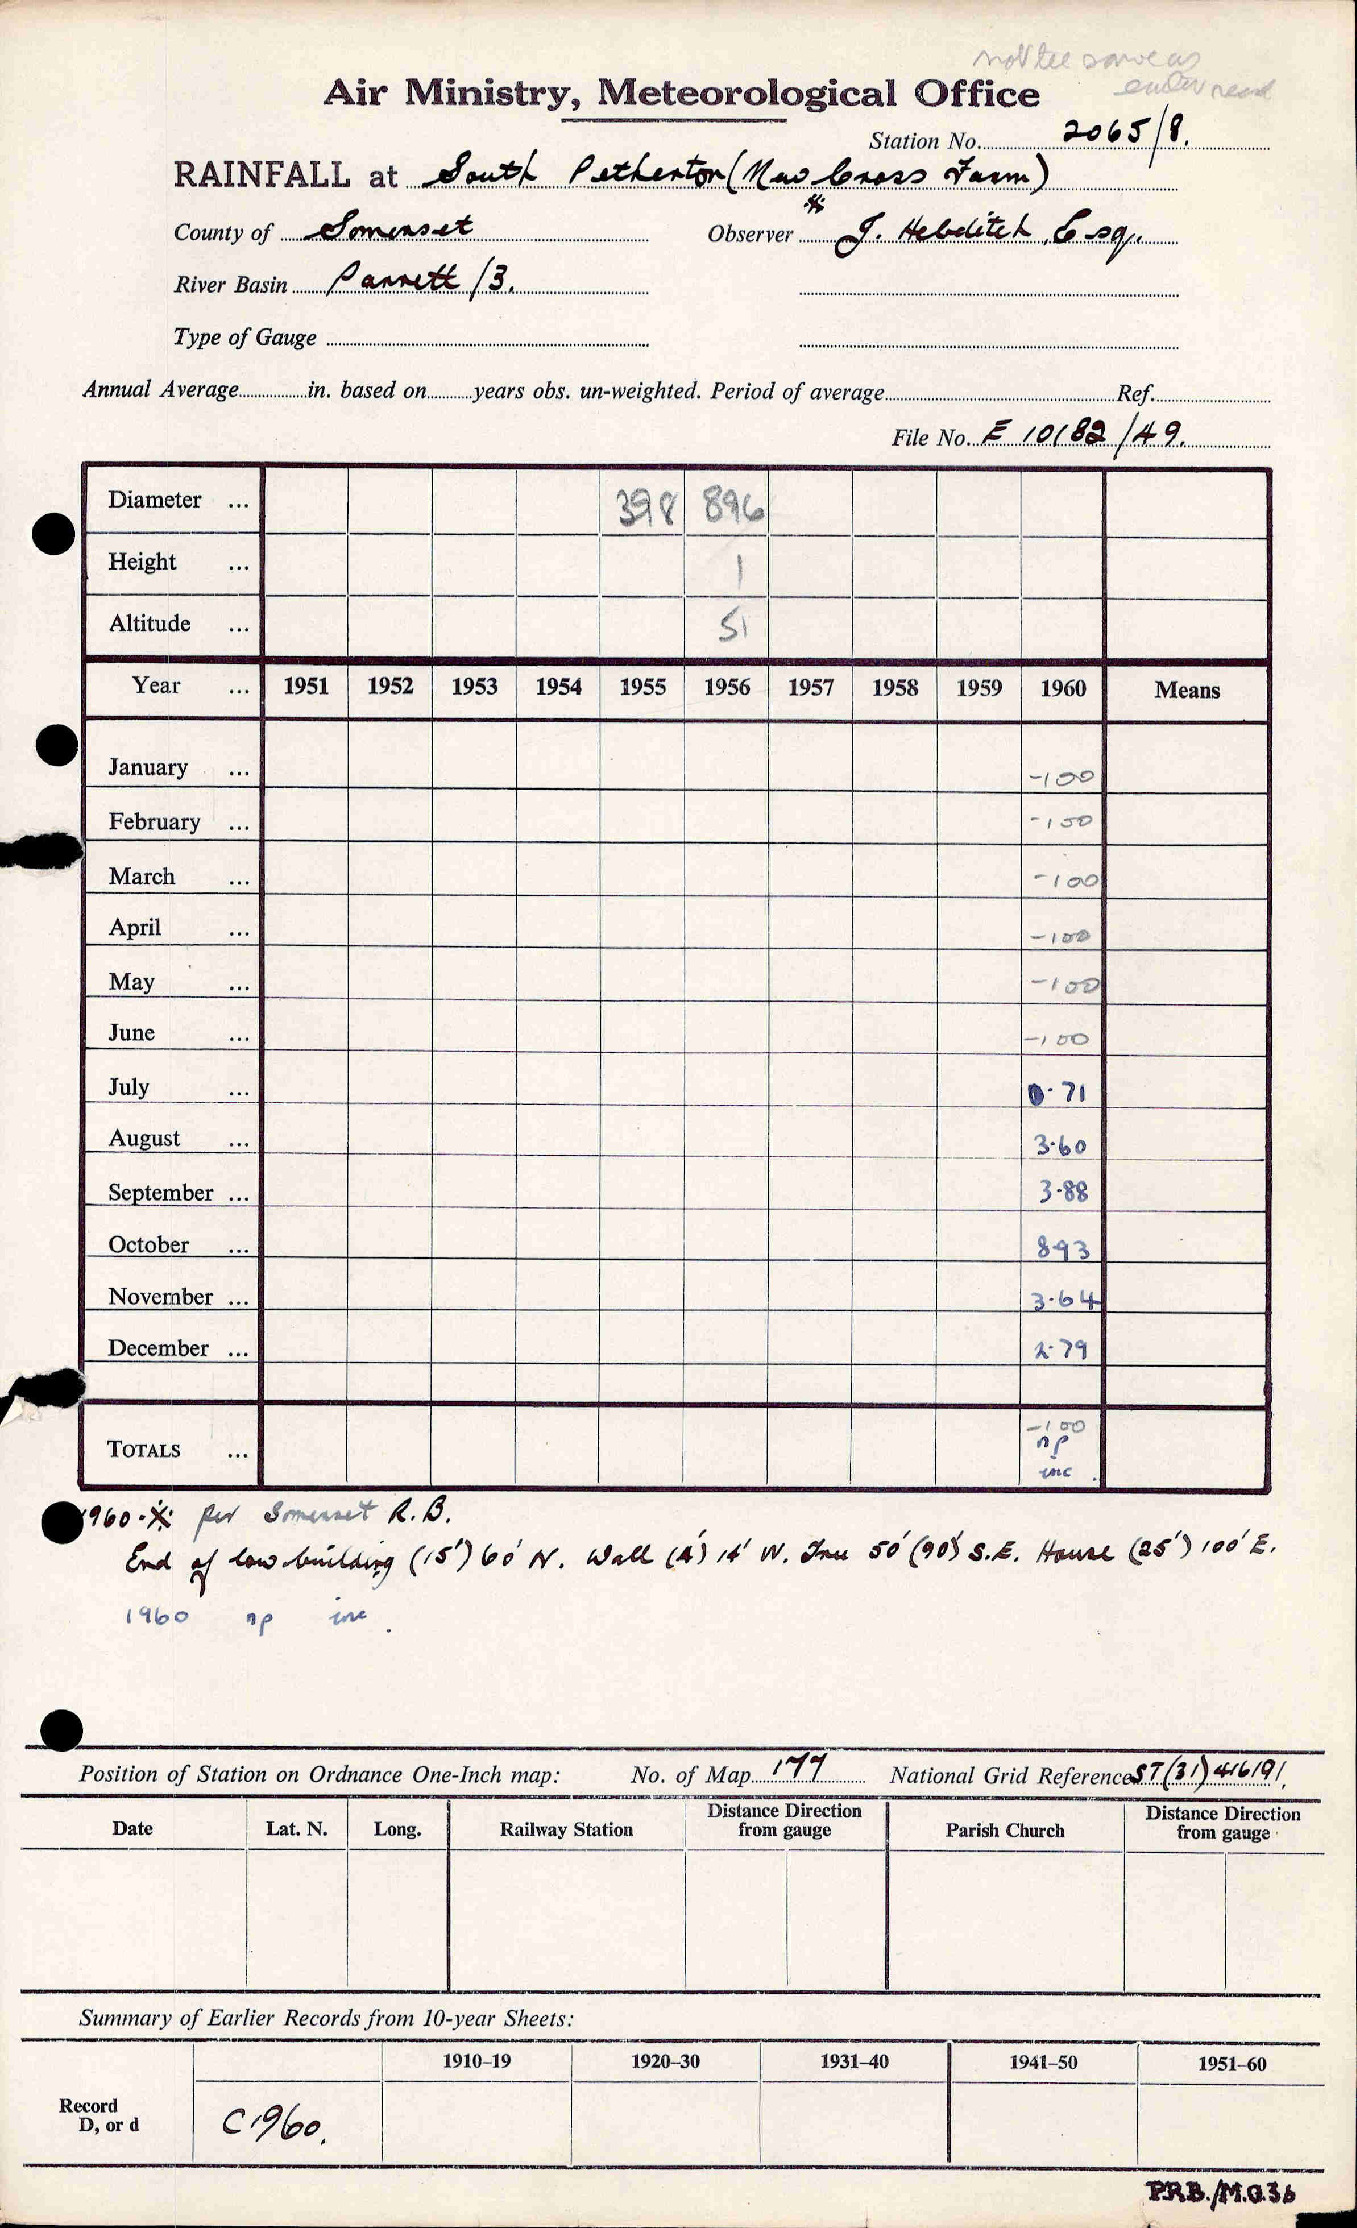 not the same as
earlier record
Air Ministry, Meteorological Office
Station No. 2065/8.
RAINFALL at South Petherton (New Cross Farm)
County of Somerset Observer J. Hebditch, Esq.
River Basin Parrett /3.
Type of Gauge
Annual Average in. based on years obs. un-weighted. Period of average Ref.
File No. E 10182/49.
Diameter ... 398 896
Height ... 1
Altitude ... 51
Year ... 1951 1952 1953 1954 1955 1956 1957 1958 1959 1960 Means
January ... -100
February ... -100
March ... -100
April ... -100
May ... -100
June ... -100
July ... 0.71
August ... 3.60
September ... 3.88
October ... 8.93
November ... 3.64
December ... 2.79
TOTALS ... -100
np
inc
1960. per Somerset R.B.
End of low building (15') 60' N. Wall (4') 14' W. Tree 50' (90') S.E. House (25') 100' E.
1960 np inc.
Position of Station on Ordnance One-Inch map: No. of Map 177 National Grid Reference ST (31) 416191.
Date Lat. N. Long. Railway Station Distance Direction from gauge Parish Church Distance Direction from gauge
Summary of Earlier Records from 10-year Sheets:
1910–19 1920–30 1931–40 1941–50 1951–60
Record
D, or d C1960.
P.R.B./M.O.36